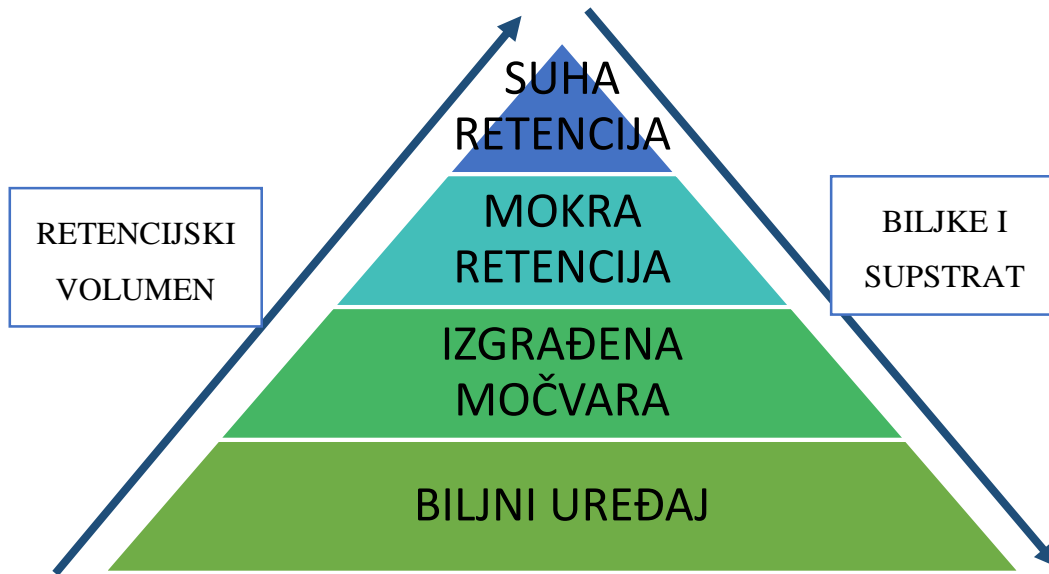 SUHA
RETENCIJA
MOKRA
RETENCIJA
IZGRAĐENA
MOČVARA
BILJNI UREĐAJ
RETENCIJSKI
VOLUMEN
BILJKE I
SUPSTRAT